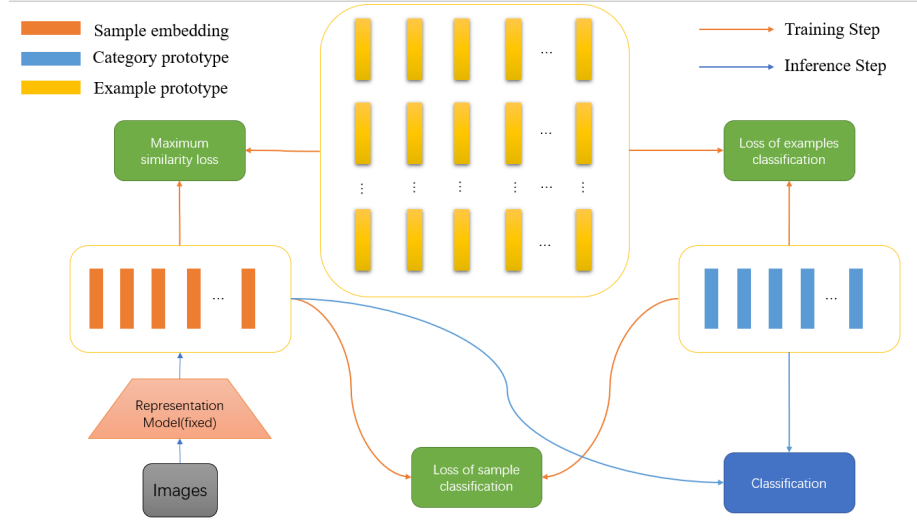 Sample embedding
Category prototype
Example prototype
Training Step
Inference Step
Maximum
similarity loss
Loss of examples
classification
...
...
⋮ ⋮ ⋮ ⋮ ... ⋮
...
...
...
Representation
Model(fixed)
Images
Loss of sample
classification
Classification